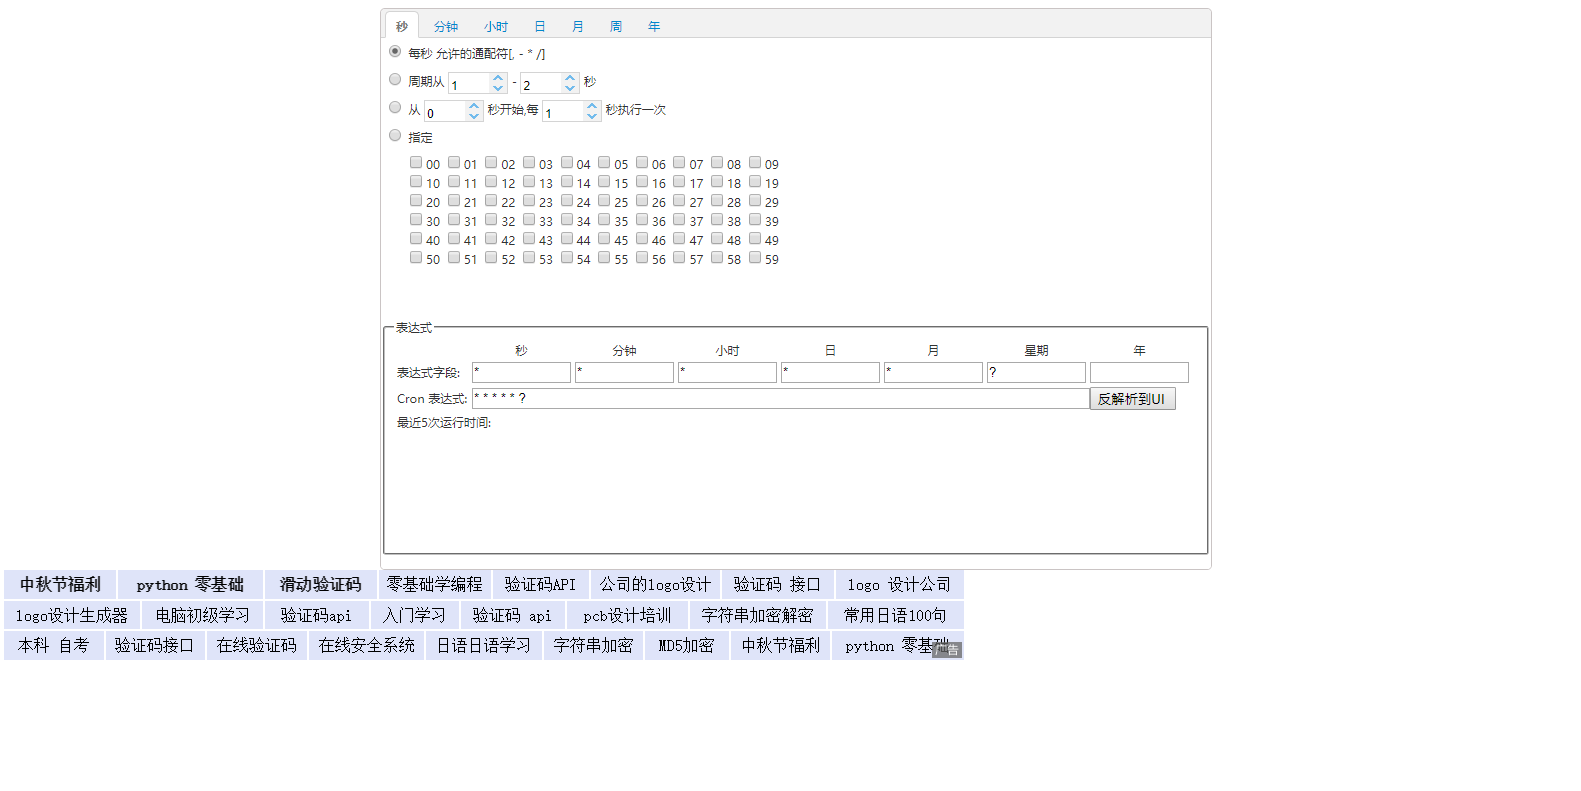 秒 分钟 小时 日 月 周 年
每秒 允许的通配符[, - * /]
周期从 1 - 2 秒
从 0 秒开始,每 1 秒执行一次
指定
00 01 02 03 04 05 06 07 08 09
10 11 12 13 14 15 16 17 18 19
20 21 22 23 24 25 26 27 28 29
30 31 32 33 34 35 36 37 38 39
40 41 42 43 44 45 46 47 48 49
50 51 52 53 54 55 56 57 58 59
表达式
秒 分钟 小时 日 月 星期 年
表达式字段: * * * * * ?
Cron 表达式: * * * * * ? 反解析到UI
最近5次运行时间:
中秋节福利 python 零基础 滑动验证码 零基础学编程 验证码API 公司的logo设计 验证码 接口 logo 设计公司
logo设计生成器 电脑初级学习 验证码api 入门学习 验证码 api pcb设计培训 字符串加密解密 常用日语100句
本科 自考 验证码接口 在线验证码 在线安全系统 日语日语学习 字符串加密 MD5加密 中秋节福利 python 零基础 广告